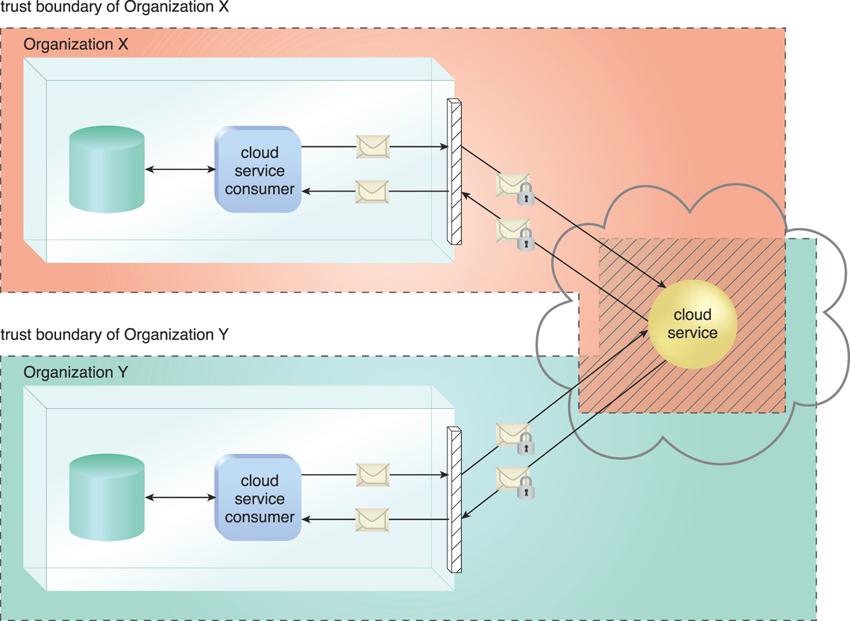 trust boundary of Organization X
Organization X
cloud
service
consumer
cloud
service
trust boundary of Organization Y
Organization Y
cloud
service
consumer